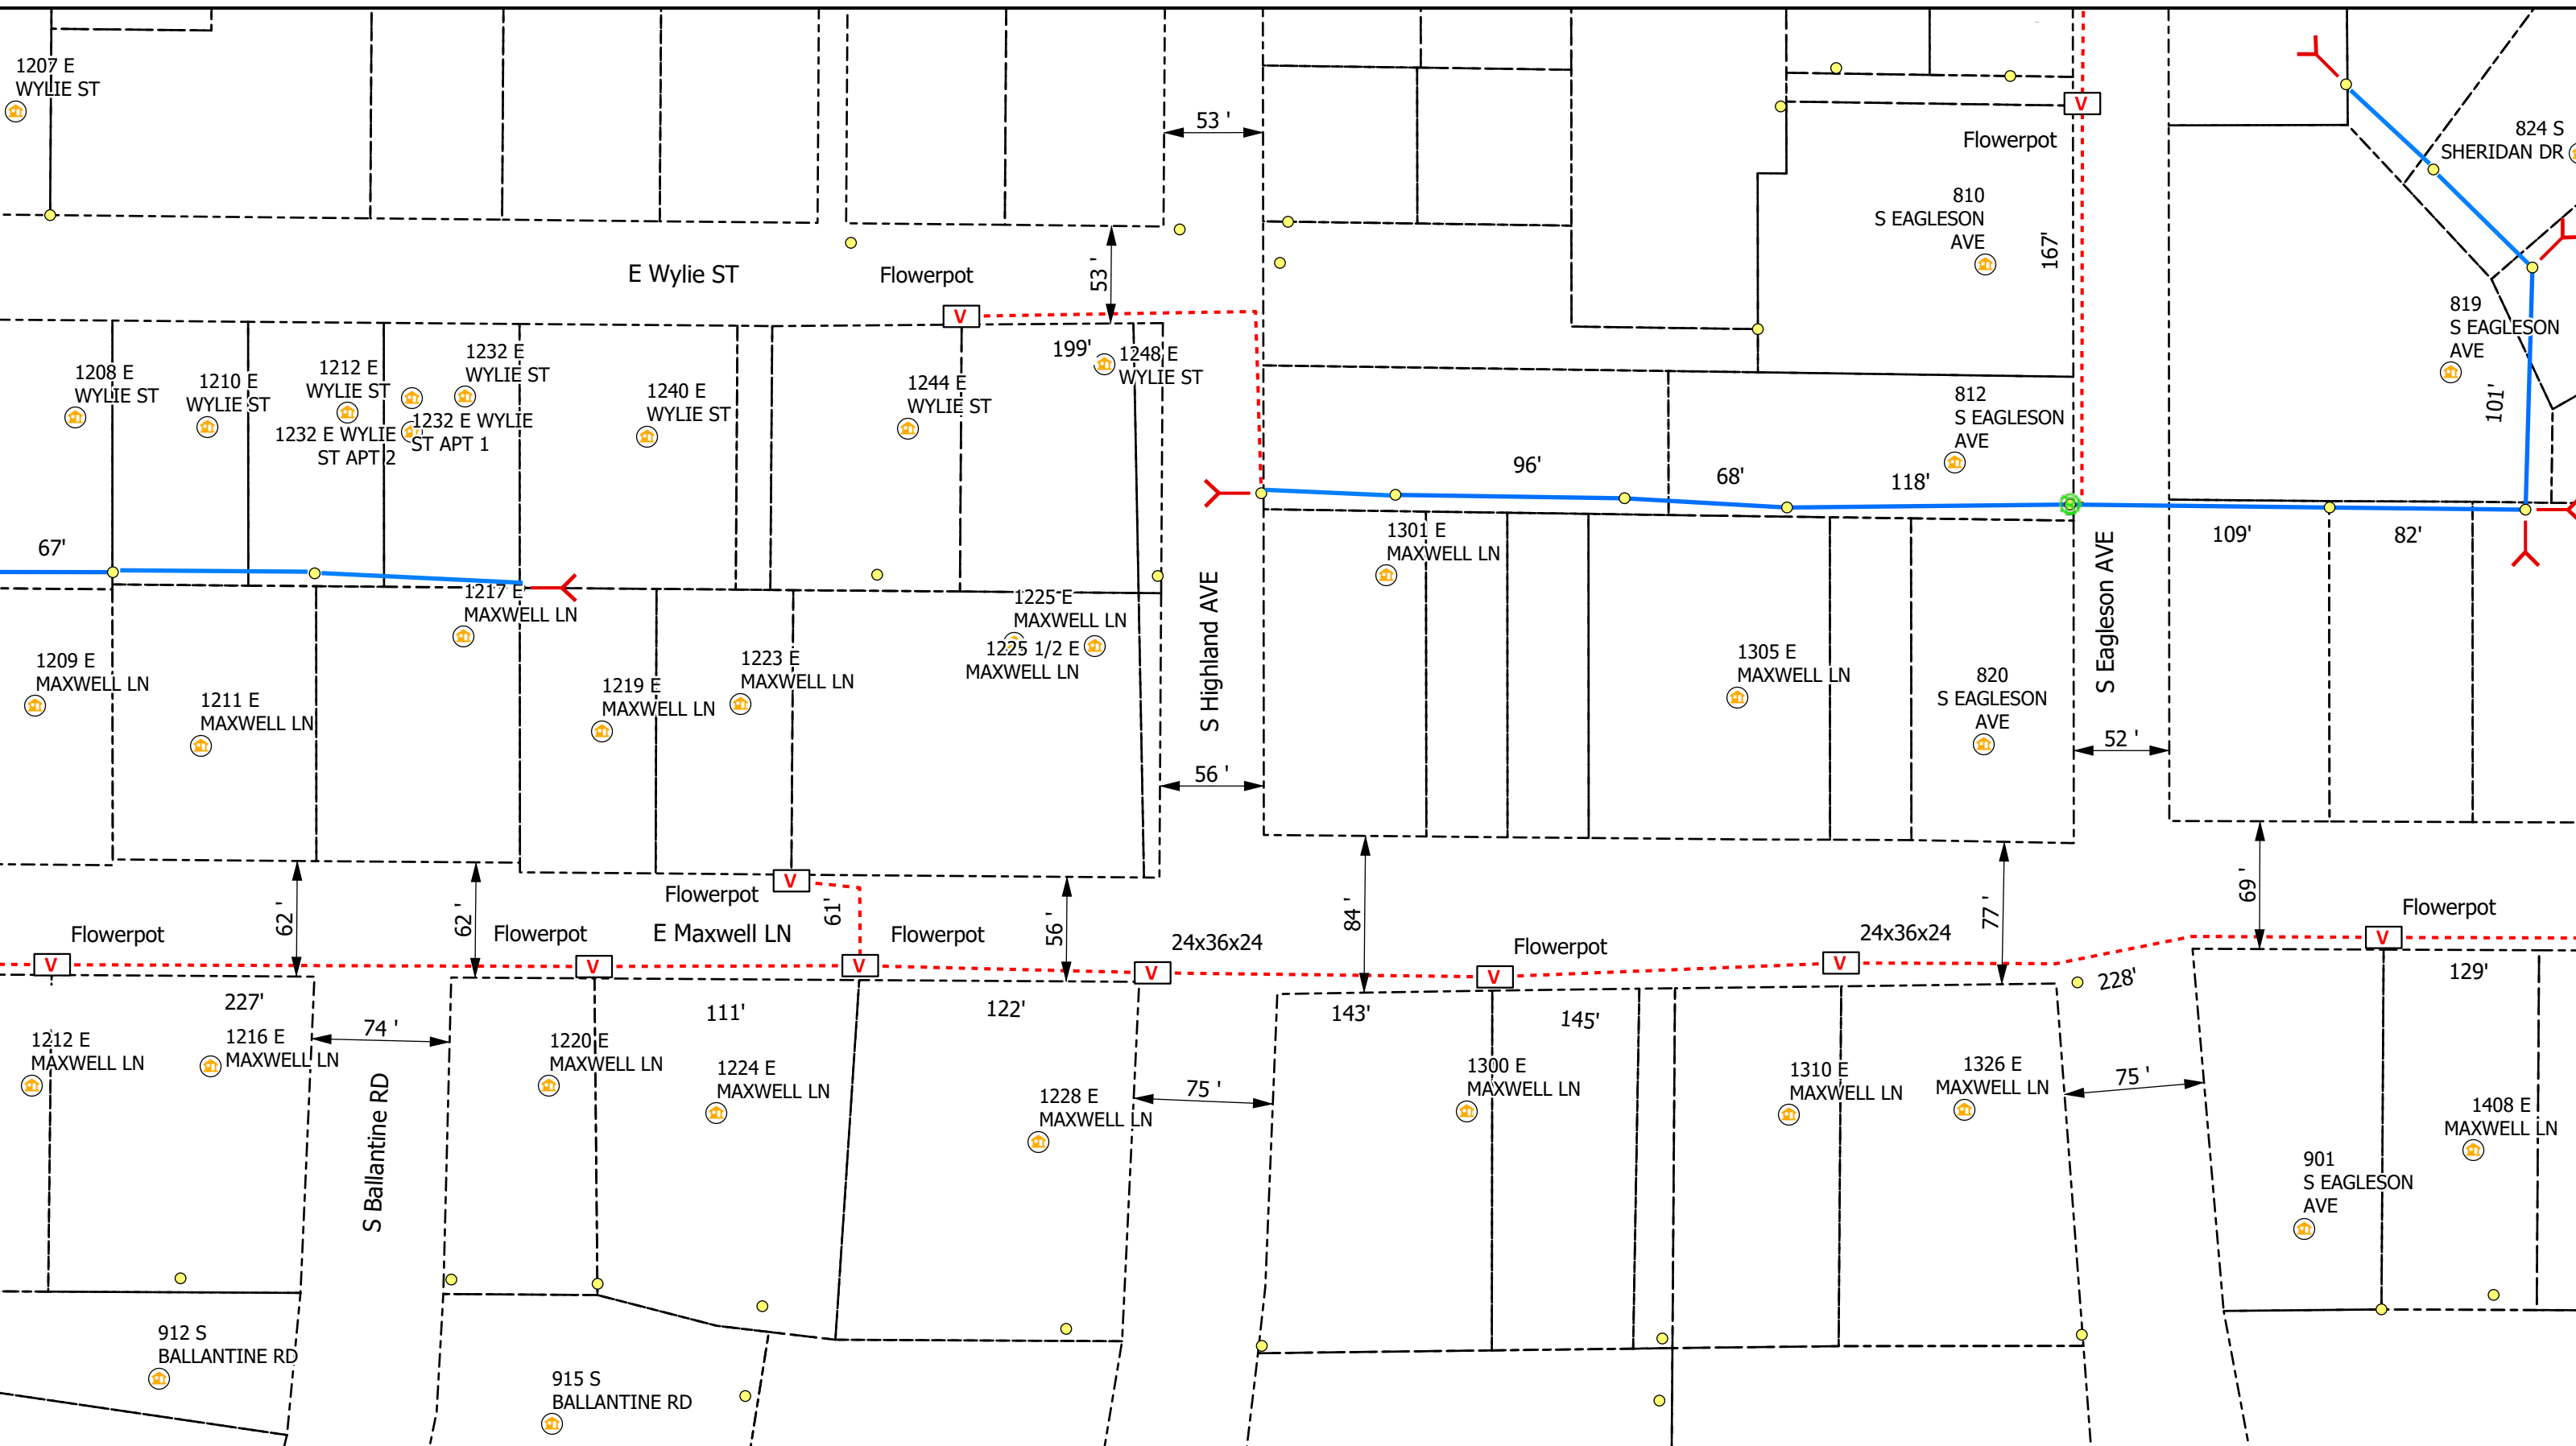 1207 E
WYLIE ST
53 '
V
Flowerpot
824 S
SHERIDAN DR
810
S EAGLESON
AVE
167'
E Wylie ST
Flowerpot
53 '
V
819
S EAGLESON
AVE
101'
1208 E
WYLIE ST
1210 E
WYLIE ST
1212 E
WYLIE ST
1232 E
WYLIE ST
1232 E WYLIE
ST APT 2
1232 E WYLIE
ST APT 1
1240 E
WYLIE ST
1244 E
WYLIE ST
199'
1248 E
WYLIE ST
812
S EAGLESON
AVE
96'
68'
118'
67'
109'
82'
1217 E
MAXWELL LN
1301 E
MAXWELL LN
1225 E
MAXWELL LN
1225 1/2 E
MAXWELL LN
S Highland AVE
S Eagleson AVE
1209 E
MAXWELL LN
1211 E
MAXWELL LN
1219 E
MAXWELL LN
1223 E
MAXWELL LN
1305 E
MAXWELL LN
820
S EAGLESON
AVE
52 '
56 '
V
Flowerpot
61'
62 '
62 '
56 '
84 '
77 '
69 '
Flowerpot
Flowerpot
Flowerpot
E Maxwell LN
Flowerpot
24x36x24
Flowerpot
24x36x24
V
V
V
V
V
V
V
227'
111'
122'
143'
145'
228'
129'
74 '
1212 E
MAXWELL LN
1216 E
MAXWELL LN
1220 E
MAXWELL LN
1224 E
MAXWELL LN
1228 E
MAXWELL LN
75 '
1300 E
MAXWELL LN
1310 E
MAXWELL LN
1326 E
MAXWELL LN
75 '
1408 E
MAXWELL LN
S Ballantine RD
901
S EAGLESON
AVE
912 S
BALLANTINE RD
915 S
BALLANTINE RD